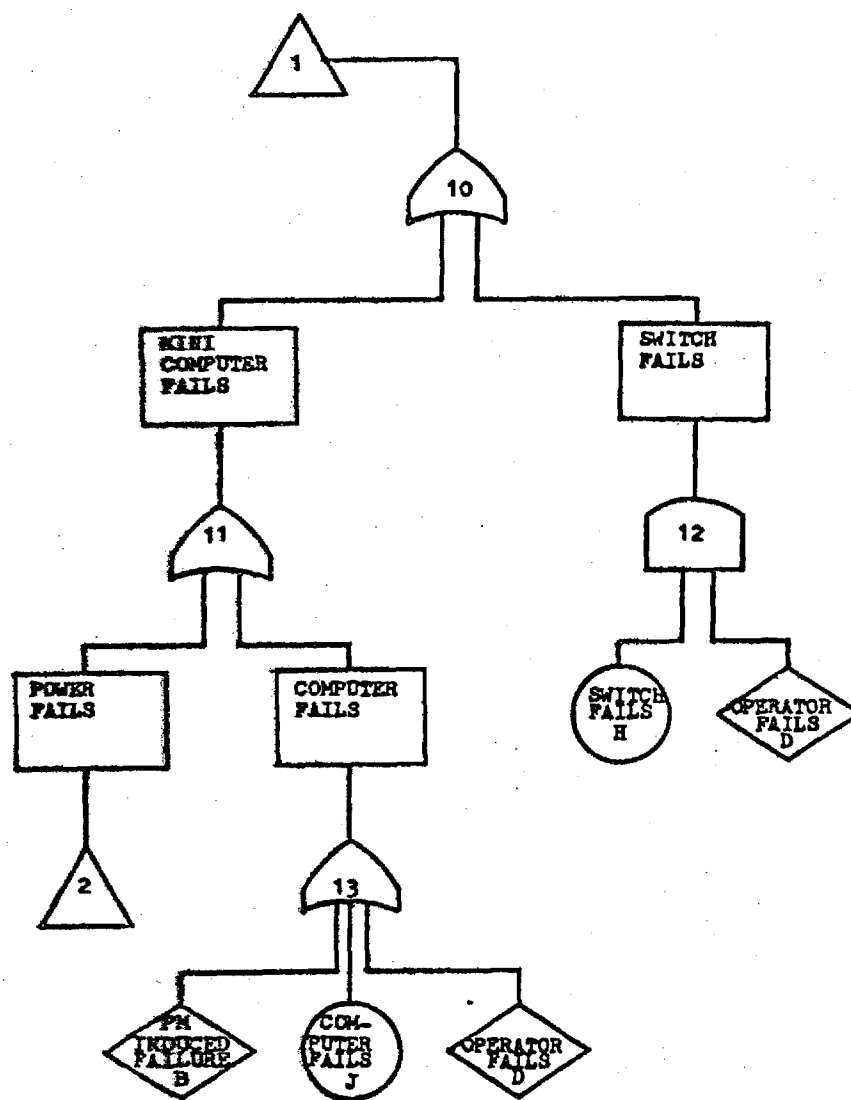 1
10
MINI
COMPUTER
FAILS
SWITCH
FAILS
11
12
POWER
FAILS
COMPUTER
FAILS
SWITCH
FAILS
H
OPERATOR
FAILS
D
2
13
PM
INDUCED
FAILURE
B
COM-
PUTER
FAILS
J
OPERATOR
FAILS
D